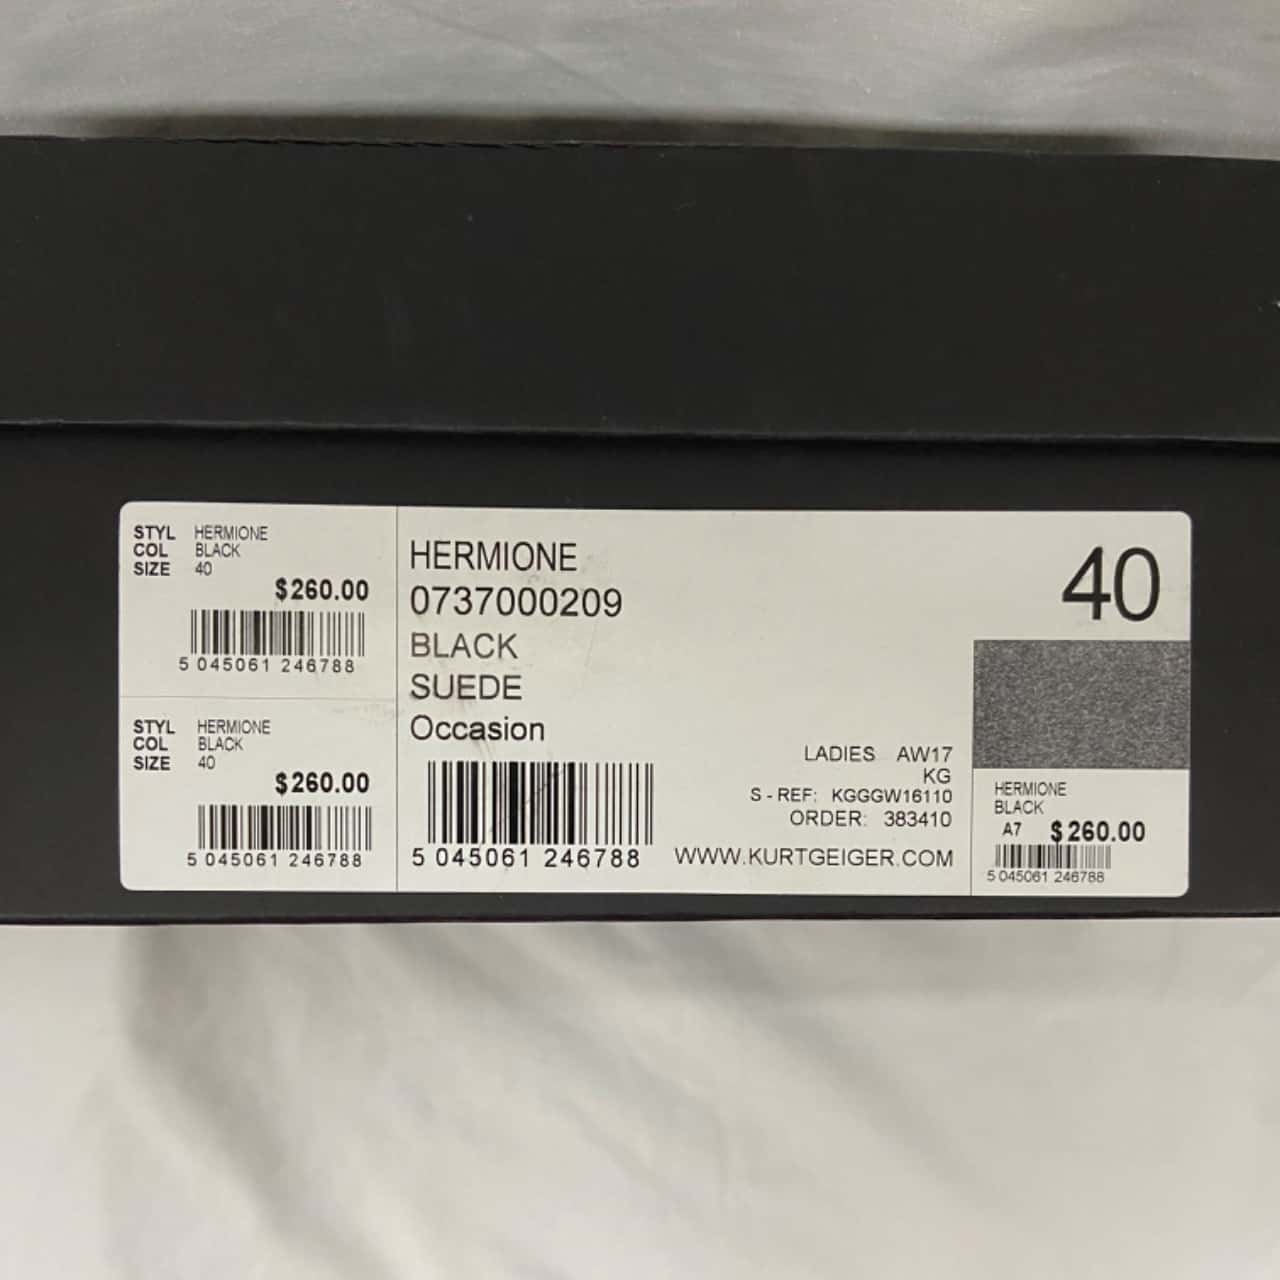 STYL HERMIONE
COL BLACK
SIZE 40
$260.00
5 045061 246788
STYL HERMIONE
COL BLACK
SIZE 40
$260.00
5 045061 246788
HERMIONE
0737000209
BLACK
SUEDE
Occasion
5 045061 246788
LADIES AW17
KG
S - REF: KGGGW16110
ORDER: 383410
WWW.KURTGEIGER.COM
40
HERMIONE
BLACK
A7 $260.00
5 045061 246788